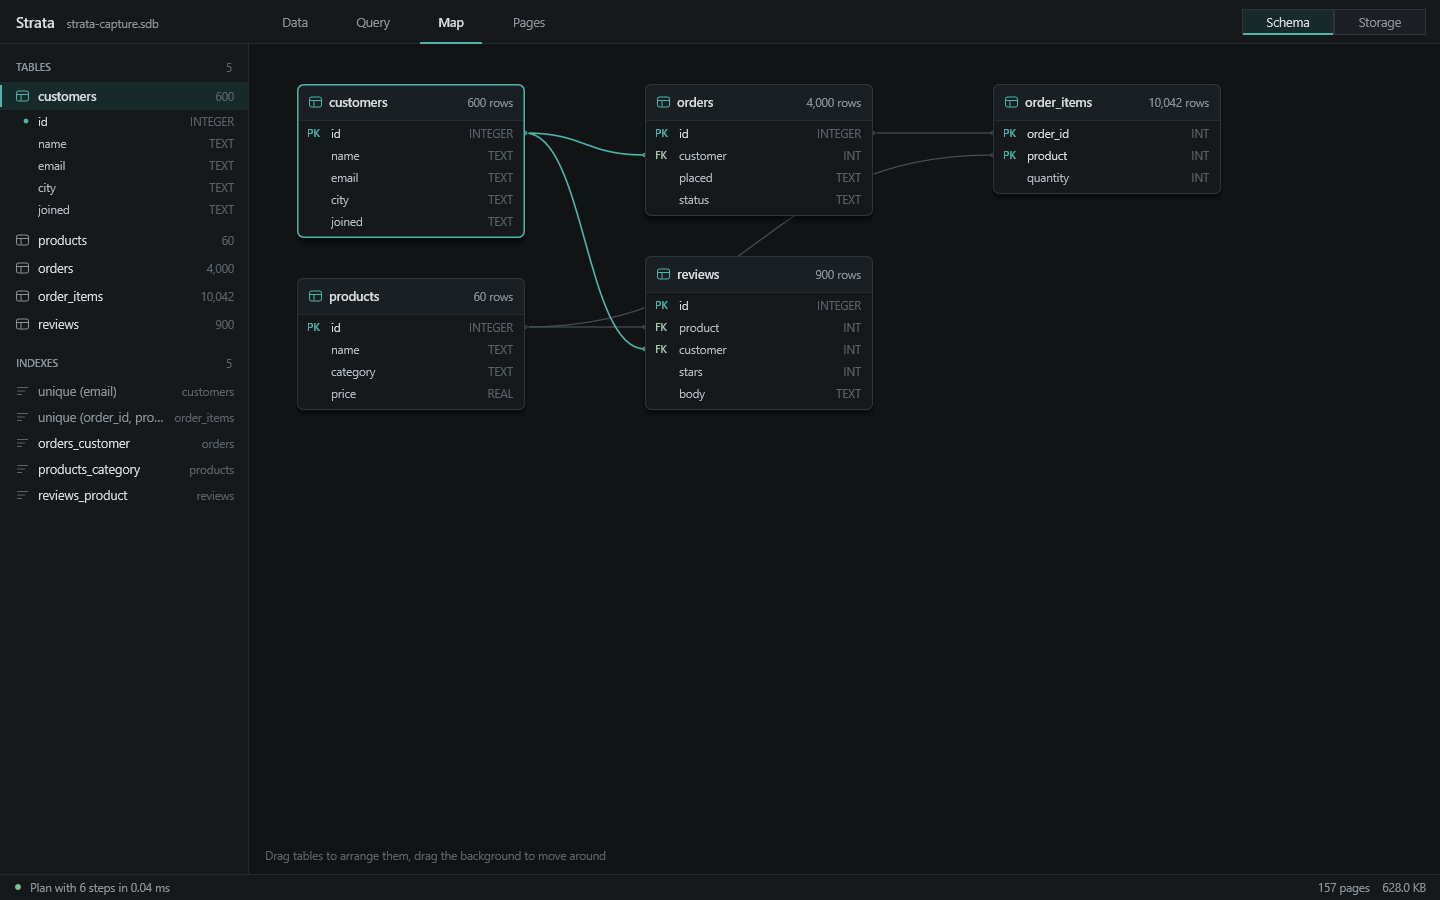 Strata strata-capture.sdb Data Query Map Pages Schema Storage
TABLES 5
customers 600
id INTEGER
name TEXT
email TEXT
city TEXT
joined TEXT
products 60
orders 4,000
order_items 10,042
reviews 900
INDEXES 5
unique (email) customers
unique (order_id, pro... order_items
orders_customer orders
products_category products
reviews_product reviews
customers 600 rows
PK id INTEGER
name TEXT
email TEXT
city TEXT
joined TEXT
orders 4,000 rows
PK id INTEGER
FK customer INT
placed TEXT
status TEXT
order_items 10,042 rows
PK order_id INT
PK product INT
quantity INT
products 60 rows
PK id INTEGER
name TEXT
category TEXT
price REAL
reviews 900 rows
PK id INTEGER
FK product INT
FK customer INT
stars INT
body TEXT
Drag tables to arrange them, drag the background to move around
Plan with 6 steps in 0.04 ms 157 pages 628.0 KB